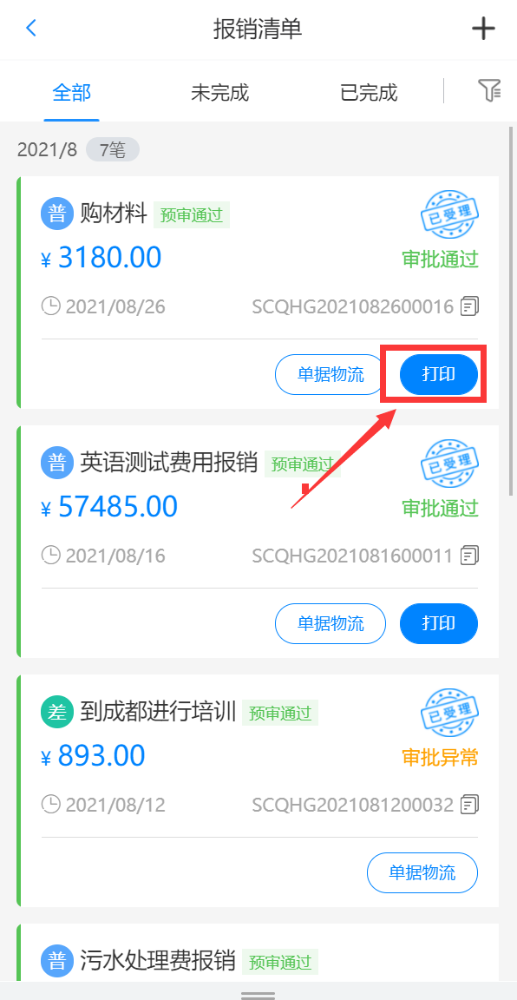 报销清单
全部 未完成 已完成
2021/8 7笔
普 购材料 预审通过 已受理
¥ 3180.00 审批通过
2021/08/26 SCQHG2021082600016
单据物流 打印
普 英语测试费用报销 预审通过 已受理
¥ 57485.00 审批通过
2021/08/16 SCQHG2021081600011
单据物流 打印
差 到成都进行培训 预审通过 已受理
¥ 893.00 审批异常
2021/08/12 SCQHG2021081200032
单据物流
普 污水处理费报销 预审通过